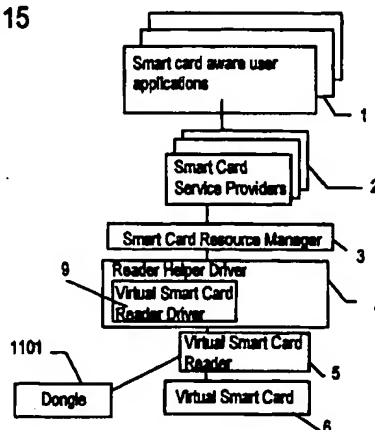 15
Smart card aware user
applications
1
Smart Card
Service Providers
2
Smart Card Resource Manager
3
Reader Helper Driver
9
Virtual Smart Card
Reader Driver
1101
Virtual Smart Card
Reader
5
Dongle
Virtual Smart Card
6